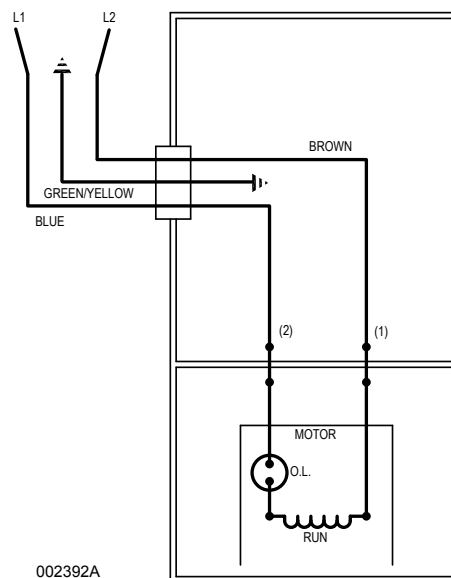 L1
L2
BROWN
GREEN/YELLOW
BLUE
(2)
(1)
MOTOR
O.L.
RUN
002392A